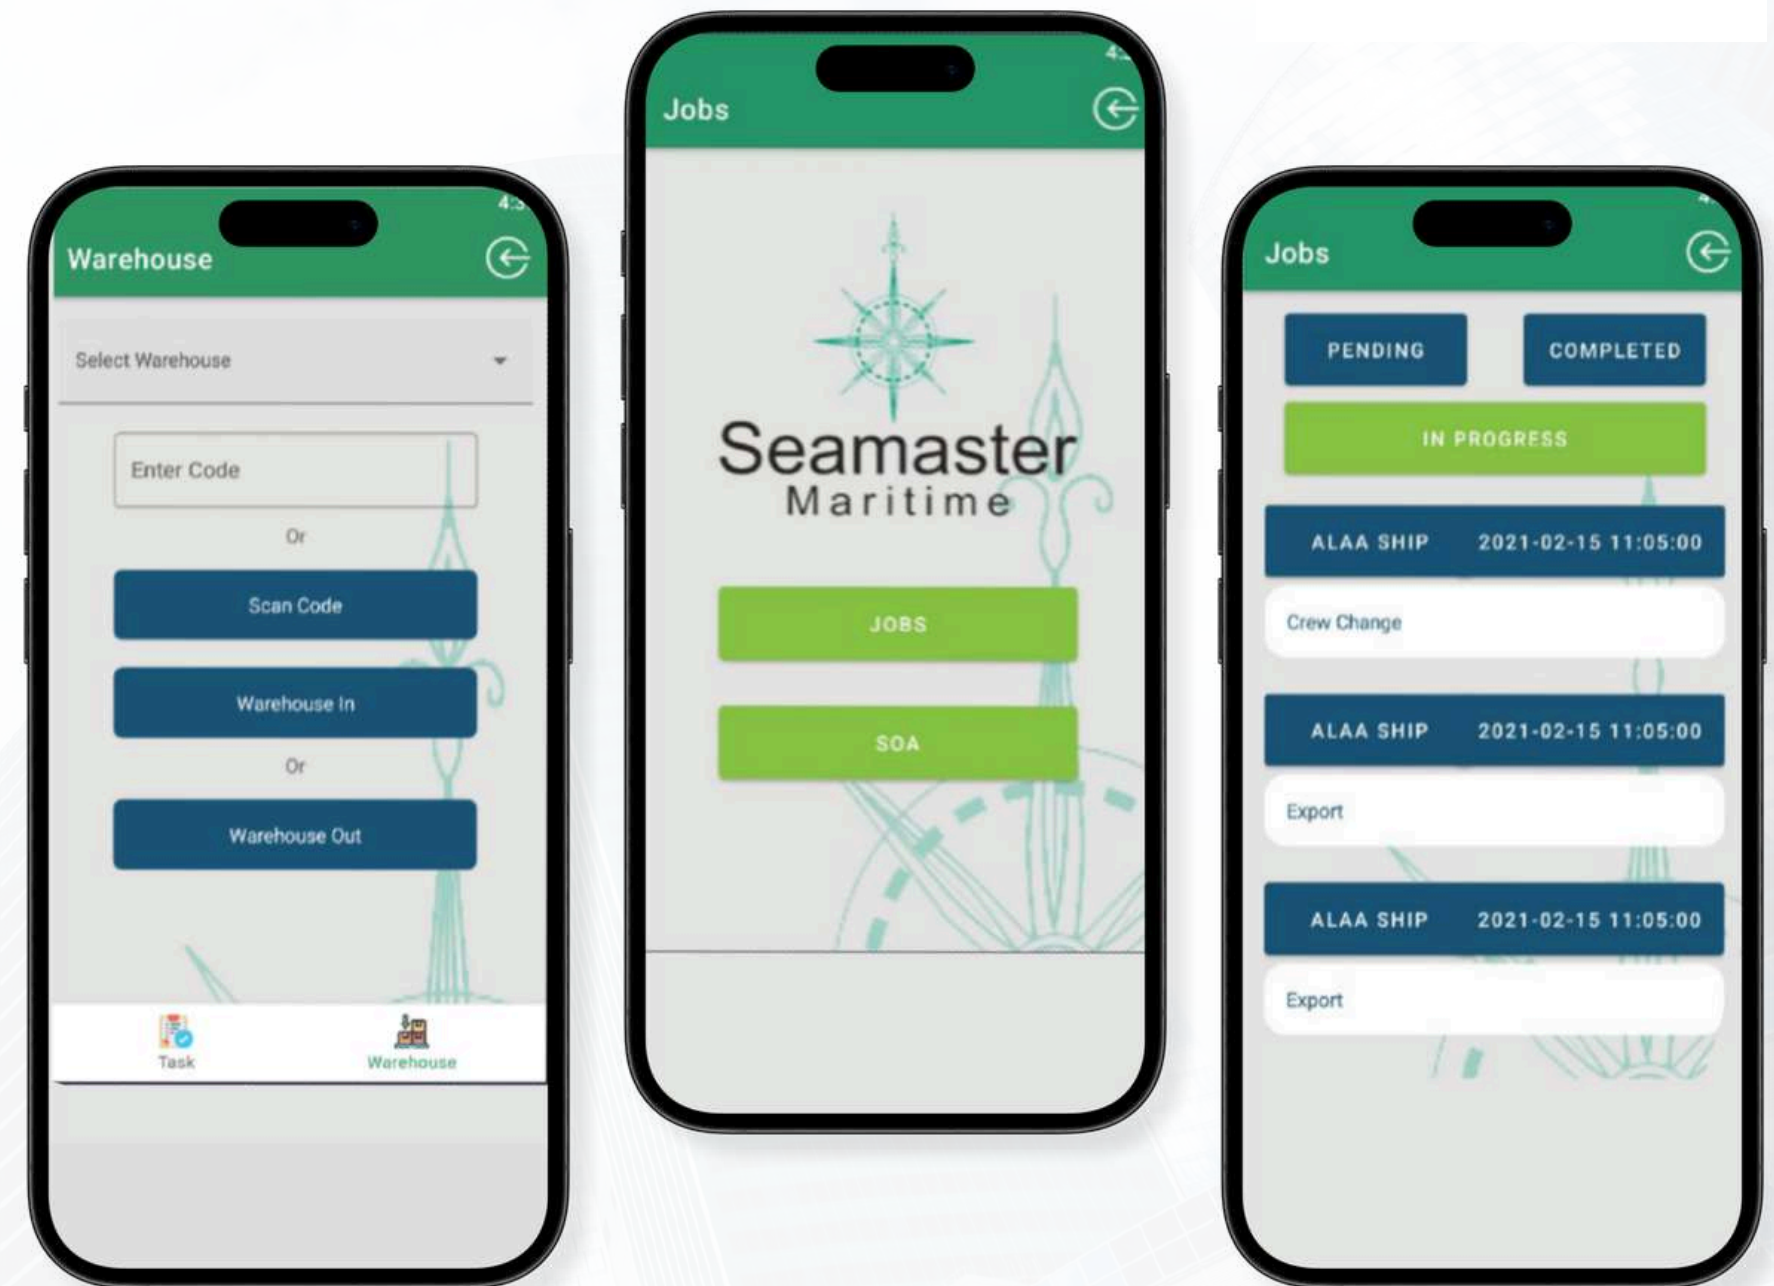 4:3
Warehouse
Select Warehouse
Enter Code
Or
Scan Code
Warehouse In
Or
Warehouse Out
Task
Warehouse
Jobs
Seamaster
Maritime
JOBS
SOA
Jobs
PENDING
COMPLETED
IN PROGRESS
ALAA SHIP 2021-02-15 11:05:00
Crew Change
ALAA SHIP 2021-02-15 11:05:00
Export
ALAA SHIP 2021-02-15 11:05:00
Export